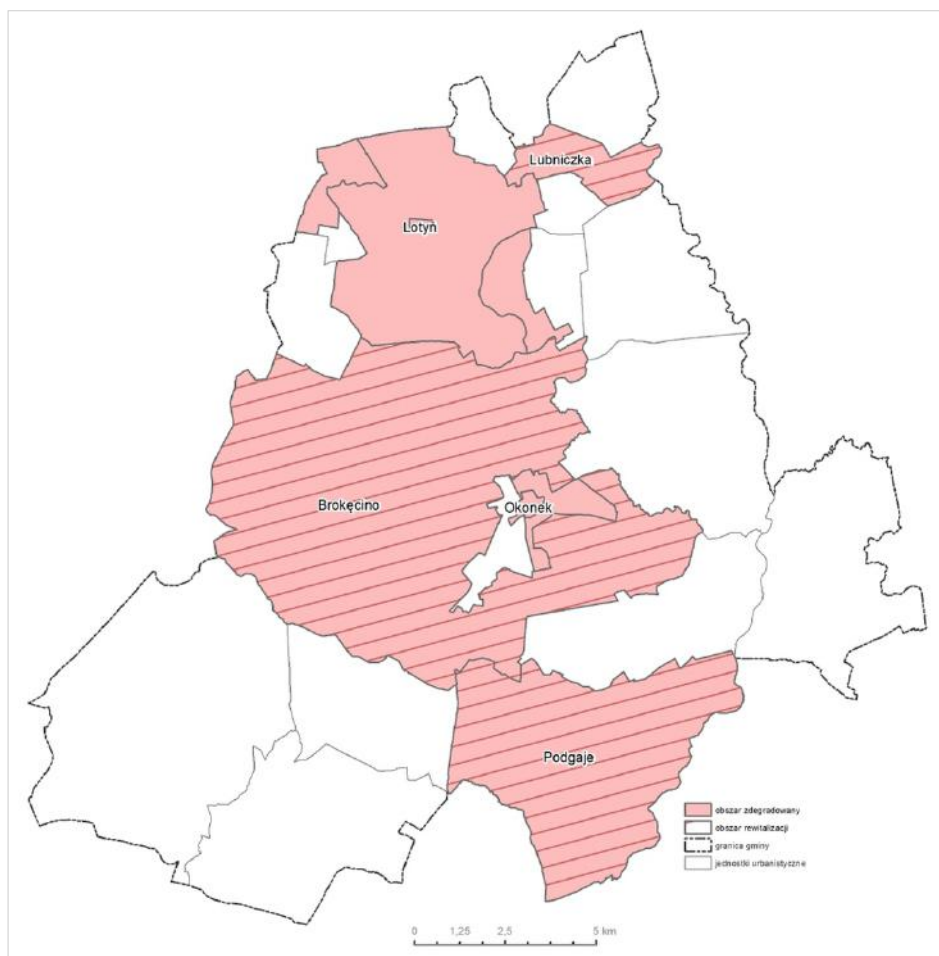 Lubniczka
Lotyń
Brokęcino
Okonek
Podgaje
obszar zdegradowany
obszar rewitalizacji
granica gminy
jednostki urbanistyczne
0 1,25 2,5 5 km